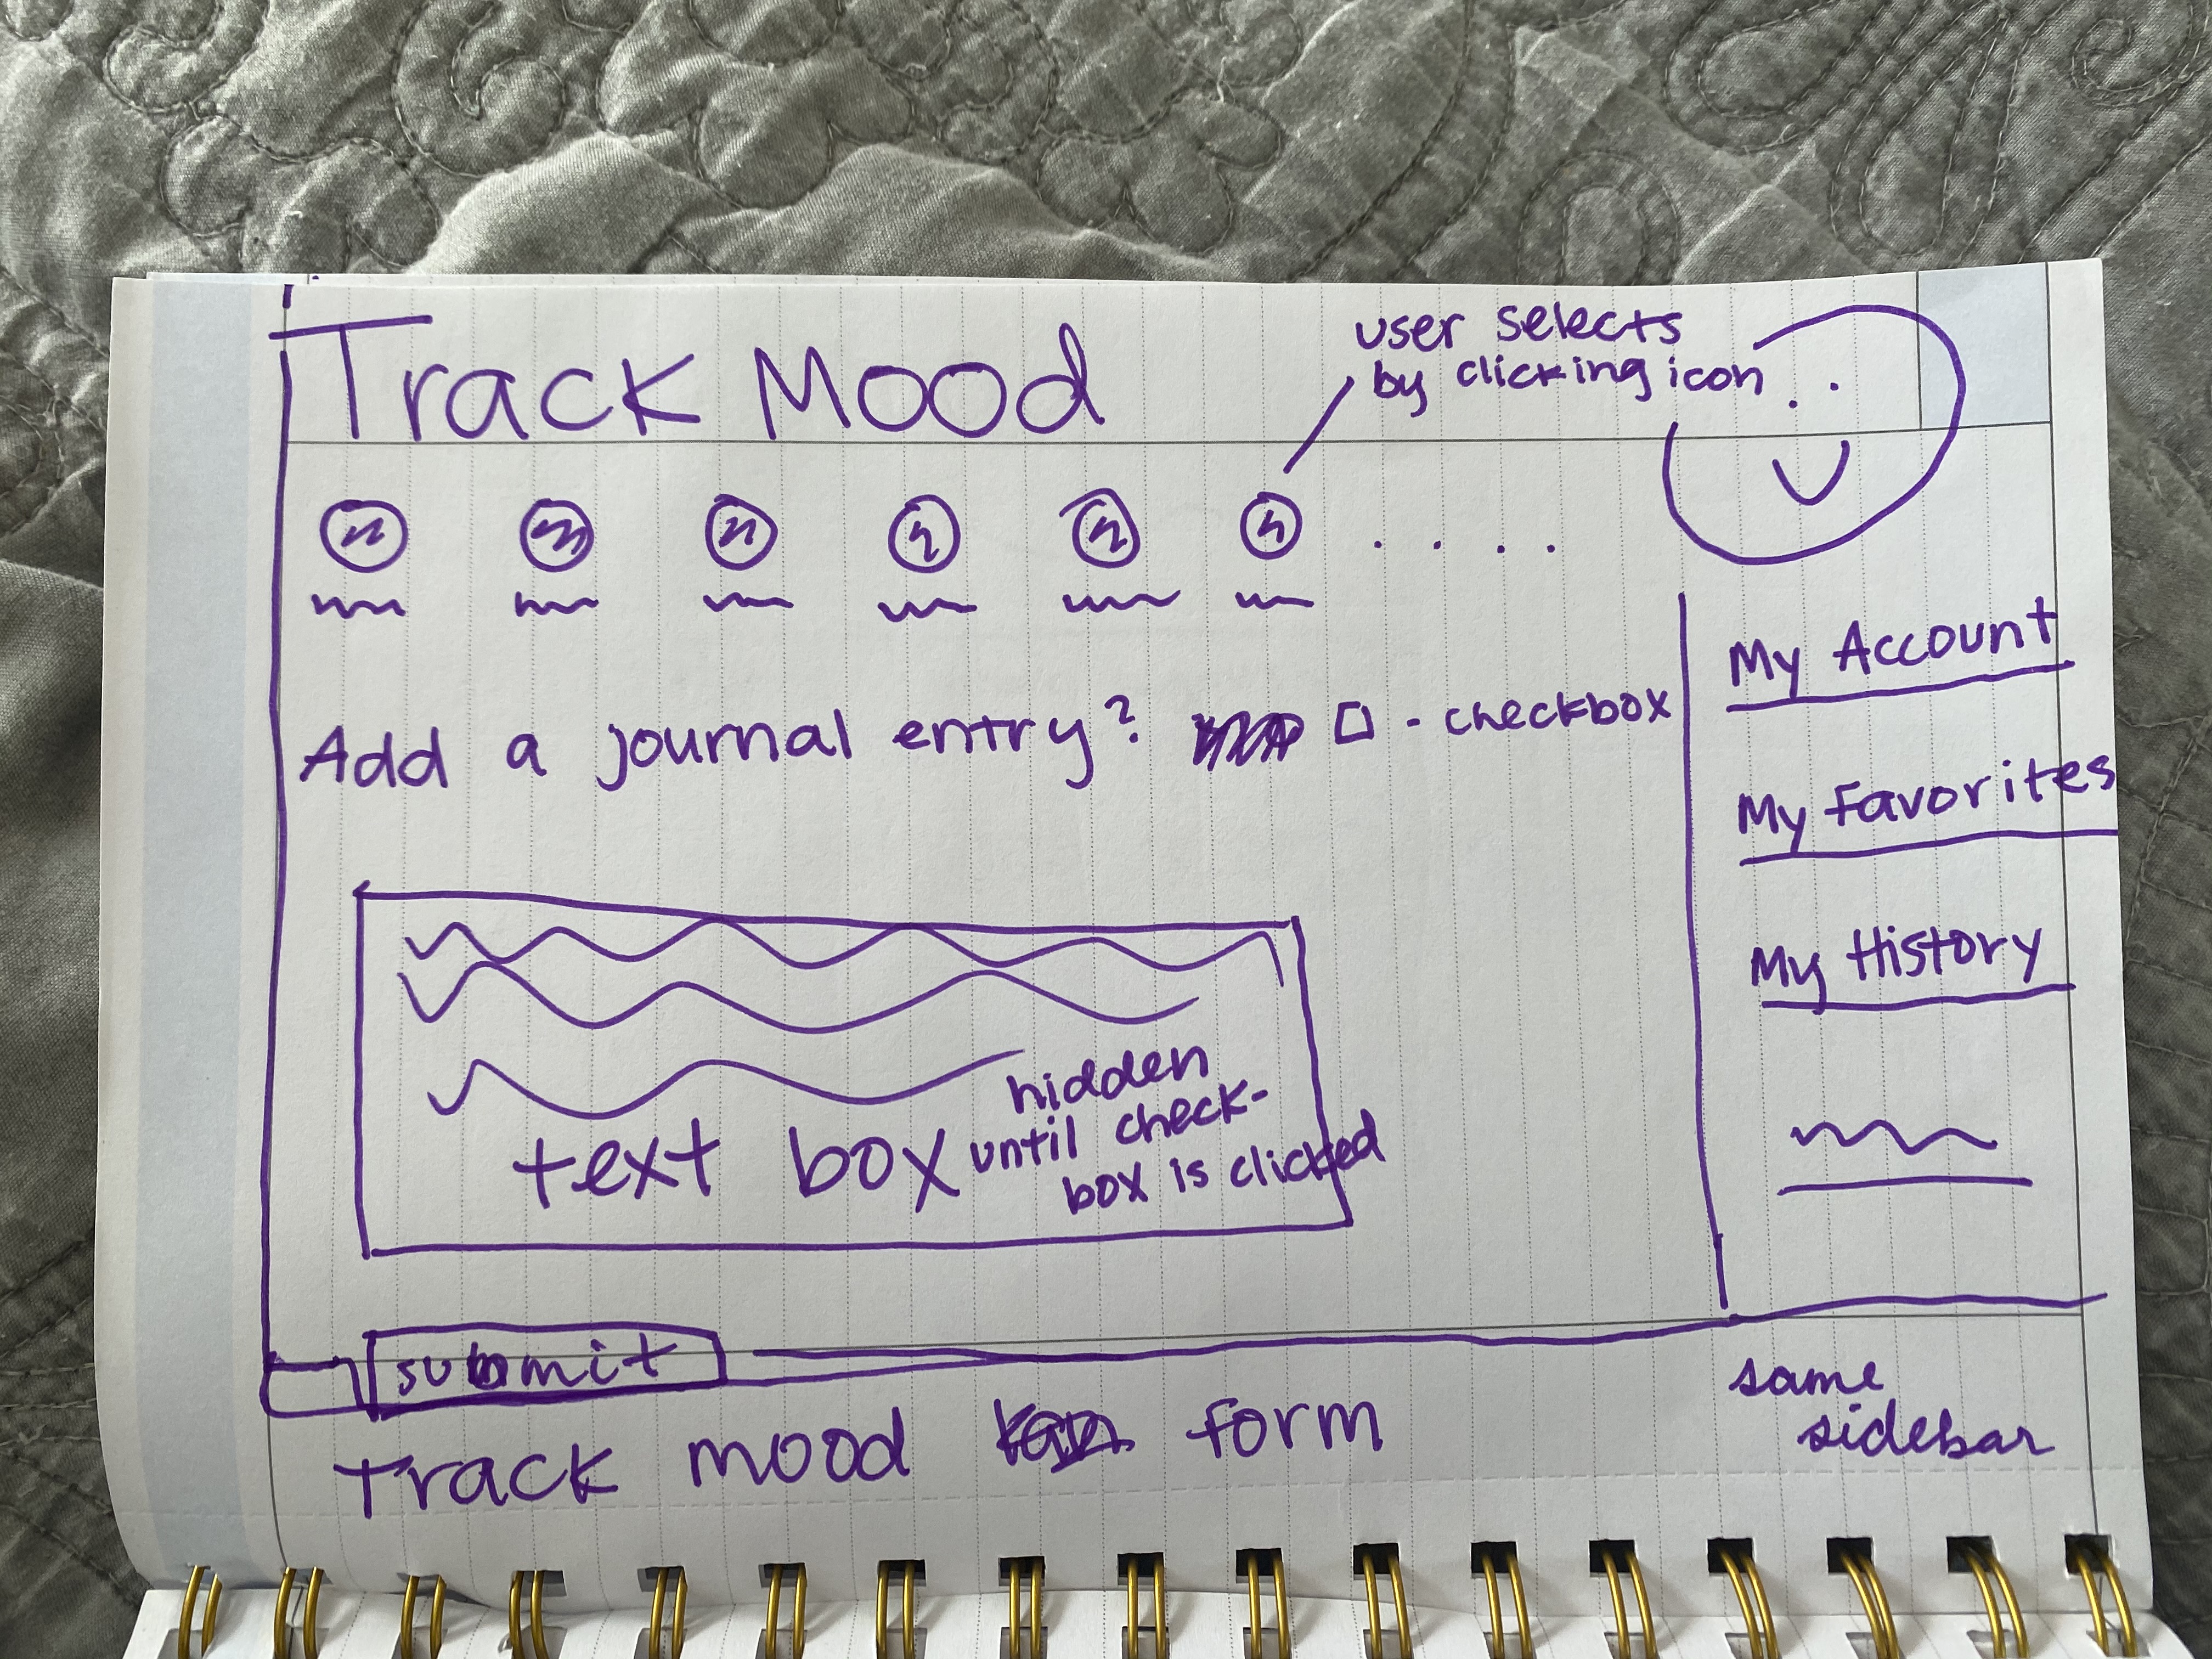 Track Mood
user selects
by clicking icon
Add a journal entry? □ - checkbox
My Account
My Favorites
My History
text box
hidden
until check-
box is clicked
submit
Track mood form
same
sidebar